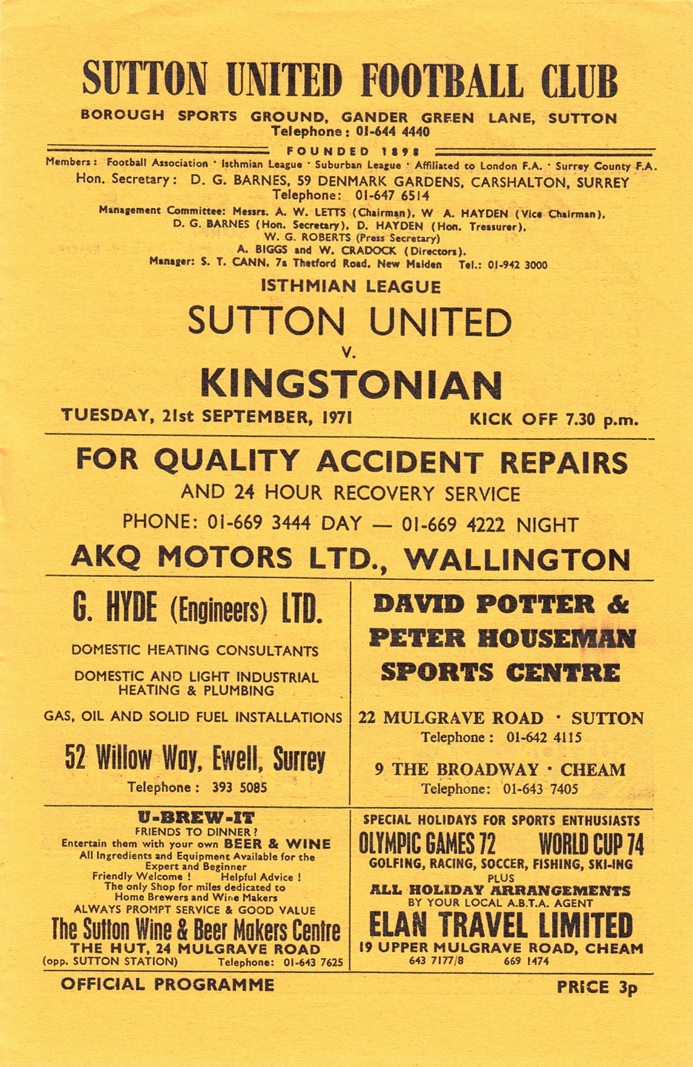 SUTTON UNITED FOOTBALL CLUB
BOROUGH SPORTS GROUND, GANDER GREEN LANE, SUTTON
Telephone: 01-644 4440
FOUNDED 1898
Members: Football Association · Isthmian League · Suburban League · Affiliated to London F.A. · Surrey County F.A.
Hon. Secretary: D. G. BARNES, 59 DENMARK GARDENS, CARSHALTON, SURREY
Telephone: 01-647 6514
Management Committee: Messrs. A. W. LETTS (Chairman), W A. HAYDEN (Vice Chairman),
D. G. BARNES (Hon. Secretary), D. HAYDEN (Hon. Treasurer),
W. G. ROBERTS (Press Secretary)
A. BIGGS and W. CRADOCK (Directors).
Manager: S. T. CANN, 7a Thetford Road, New Malden Tel.: 01-942 3000
ISTHMIAN LEAGUE
SUTTON UNITED
v.
KINGSTONIAN
TUESDAY, 21st SEPTEMBER, 1971 KICK OFF 7.30 p.m.
FOR QUALITY ACCIDENT REPAIRS
AND 24 HOUR RECOVERY SERVICE
PHONE: 01-669 3444 DAY — 01-669 4222 NIGHT
AKQ MOTORS LTD., WALLINGTON
G. HYDE (Engineers) LTD.
DOMESTIC HEATING CONSULTANTS
DOMESTIC AND LIGHT INDUSTRIAL
HEATING & PLUMBING
GAS, OIL AND SOLID FUEL INSTALLATIONS
52 Willow Way, Ewell, Surrey
Telephone: 393 5085
DAVID POTTER &
PETER HOUSEMAN
SPORTS CENTRE
22 MULGRAVE ROAD · SUTTON
Telephone: 01-642 4115
9 THE BROADWAY · CHEAM
Telephone: 01-643 7405
U-BREW-IT
FRIENDS TO DINNER?
Entertain them with your own BEER & WINE
All Ingredients and Equipment Available for the
Expert and Beginner
Friendly Welcome! Helpful Advice!
The only Shop for miles dedicated to
Home Brewers and Wine Makers
ALWAYS PROMPT SERVICE & GOOD VALUE
The Sutton Wine & Beer Makers Centre
THE HUT, 24 MULGRAVE ROAD
(opp. SUTTON STATION) Telephone: 01-643 7625
SPECIAL HOLIDAYS FOR SPORTS ENTHUSIASTS
OLYMPIC GAMES 72 WORLD CUP 74
GOLFING, RACING, SOCCER, FISHING, SKI-ING
PLUS
ALL HOLIDAY ARRANGEMENTS
BY YOUR LOCAL A.B.T.A. AGENT
ELAN TRAVEL LIMITED
19 UPPER MULGRAVE ROAD, CHEAM
643 7177/8 669 1474
OFFICIAL PROGRAMME PRICE 3p